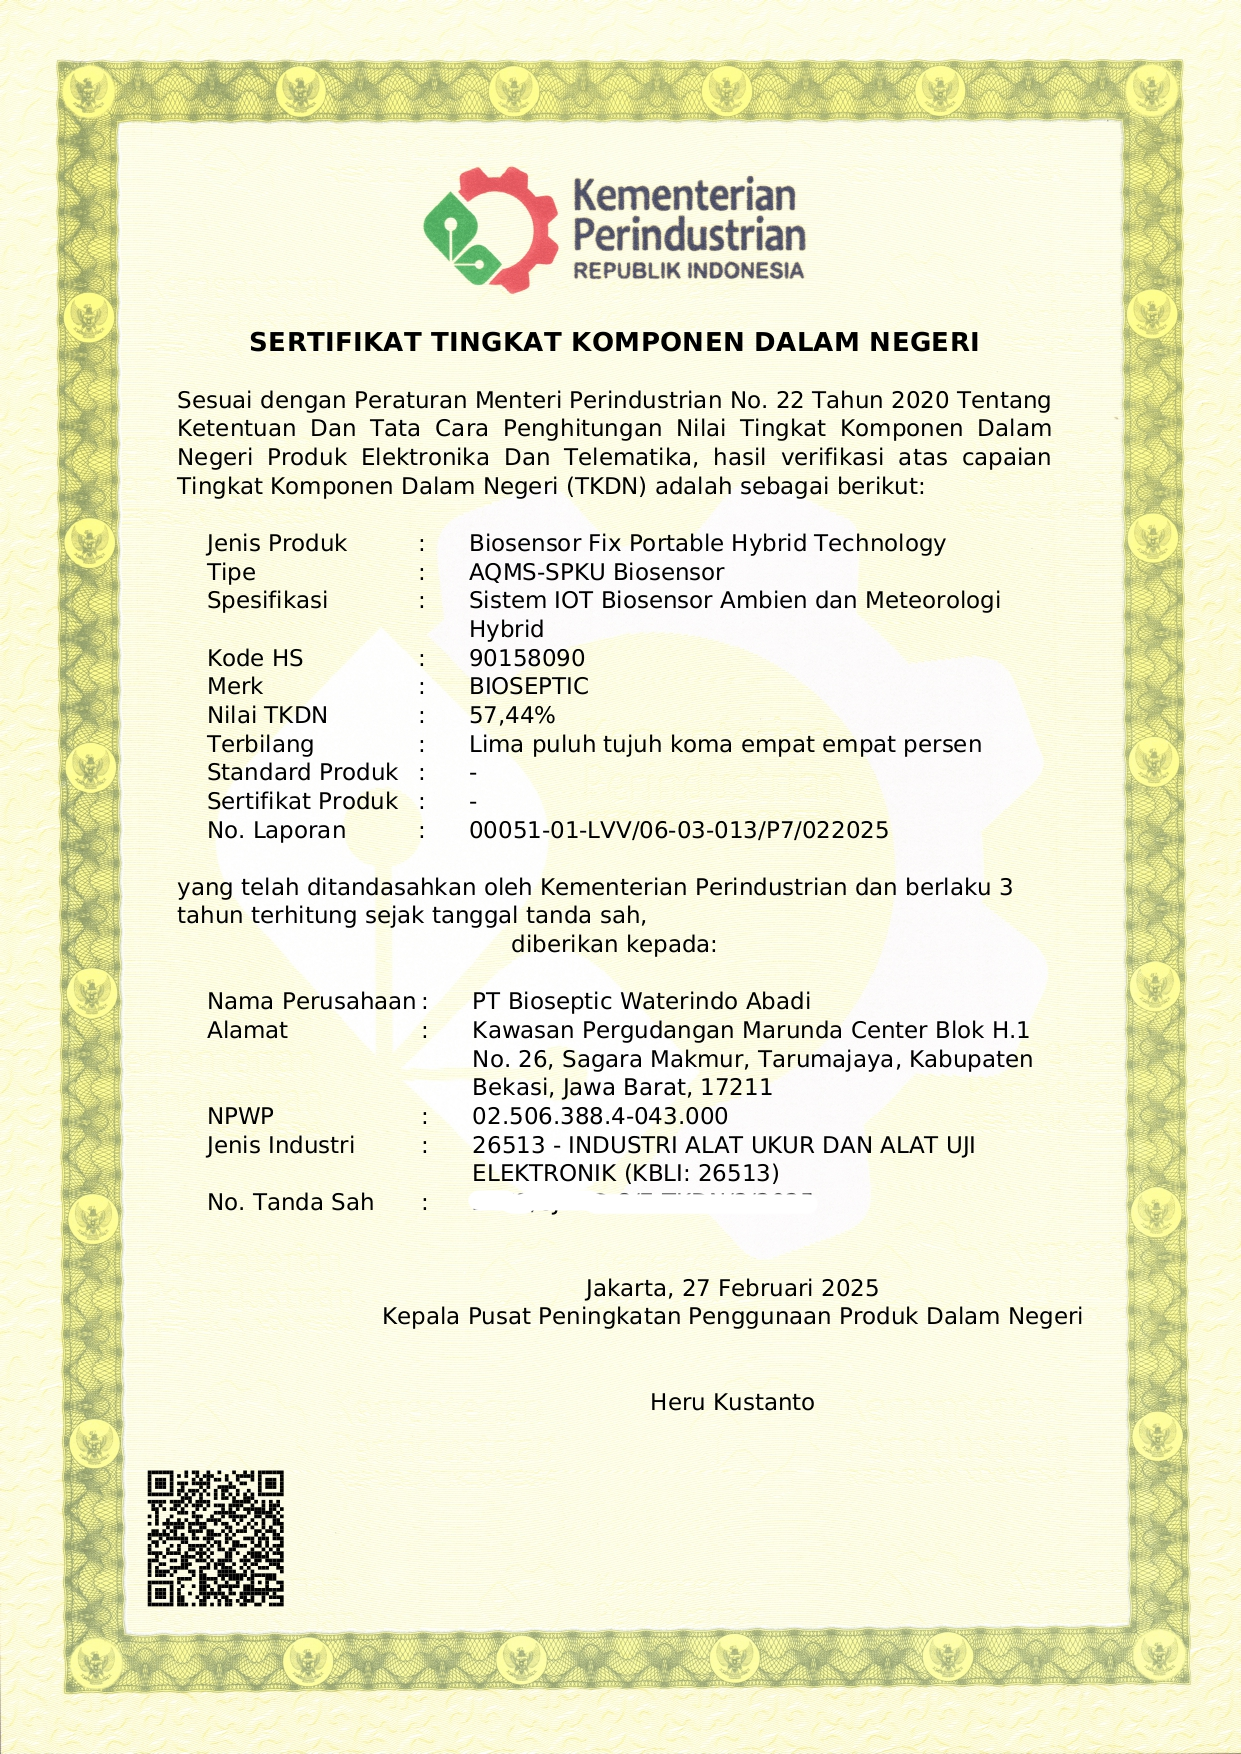 Kementerian
Perindustrian
REPUBLIK INDONESIA
SERTIFIKAT TINGKAT KOMPONEN DALAM NEGERI
Sesuai dengan Peraturan Menteri Perindustrian No. 22 Tahun 2020 Tentang
Ketentuan Dan Tata Cara Penghitungan Nilai Tingkat Komponen Dalam
Negeri Produk Elektronika Dan Telematika, hasil verifikasi atas capaian
Tingkat Komponen Dalam Negeri (TKDN) adalah sebagai berikut:
Jenis Produk : Biosensor Fix Portable Hybrid Technology
Tipe : AQMS-SPKU Biosensor
Spesifikasi : Sistem IOT Biosensor Ambien dan Meteorologi
Hybrid
Kode HS : 90158090
Merk : BIOSEPTIC
Nilai TKDN : 57,44%
Terbilang : Lima puluh tujuh koma empat empat persen
Standard Produk : -
Sertifikat Produk : -
No. Laporan : 00051-01-LVV/06-03-013/P7/022025
yang telah ditandasahkan oleh Kementerian Perindustrian dan berlaku 3
tahun terhitung sejak tanggal tanda sah,
diberikan kepada:
Nama Perusahaan : PT Bioseptic Waterindo Abadi
Alamat : Kawasan Pergudangan Marunda Center Blok H.1
No. 26, Sagara Makmur, Tarumajaya, Kabupaten
Bekasi, Jawa Barat, 17211
NPWP : 02.506.388.4-043.000
Jenis Industri : 26513 - INDUSTRI ALAT UKUR DAN ALAT UJI
ELEKTRONIK (KBLI: 26513)
No. Tanda Sah :
Jakarta, 27 Februari 2025
Kepala Pusat Peningkatan Penggunaan Produk Dalam Negeri
Heru Kustanto